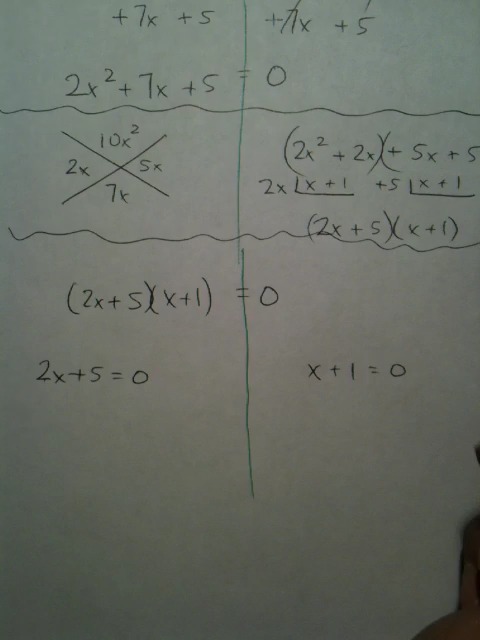 +7x +5 +7x +5
2x² + 7x + 5 = 0
10x²
2x 5x
7x
(2x² + 2x)(+ 5x + 5
2x x + 1 +5 x + 1
(2x + 5)(x + 1)
(2x + 5)(x + 1) = 0
2x + 5 = 0 x + 1 = 0